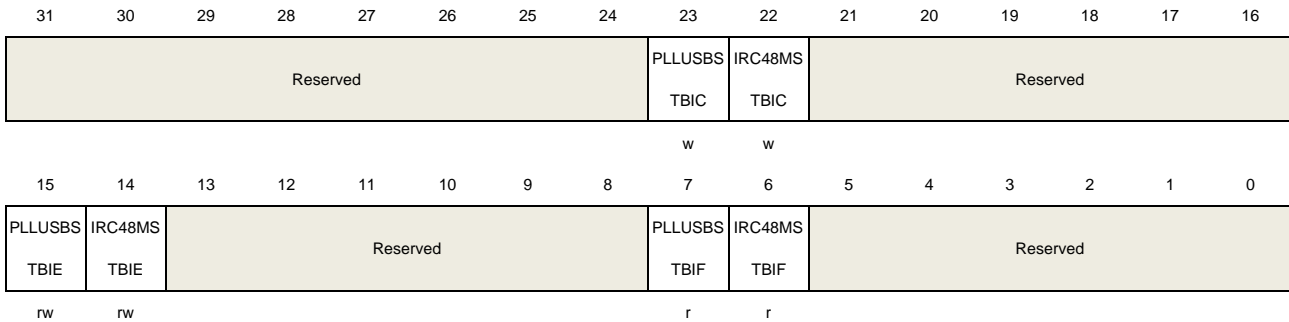 31 30 29 28 27 26 25 24 23 22 21 20 19 18 17 16
Reserved PLLUSBS IRC48MS Reserved
TBIC TBIC
w w
15 14 13 12 11 10 9 8 7 6 5 4 3 2 1 0
PLLUSBS IRC48MS Reserved PLLUSBS IRC48MS Reserved
TBIE TBIE TBIF TBIF
rw rw r r